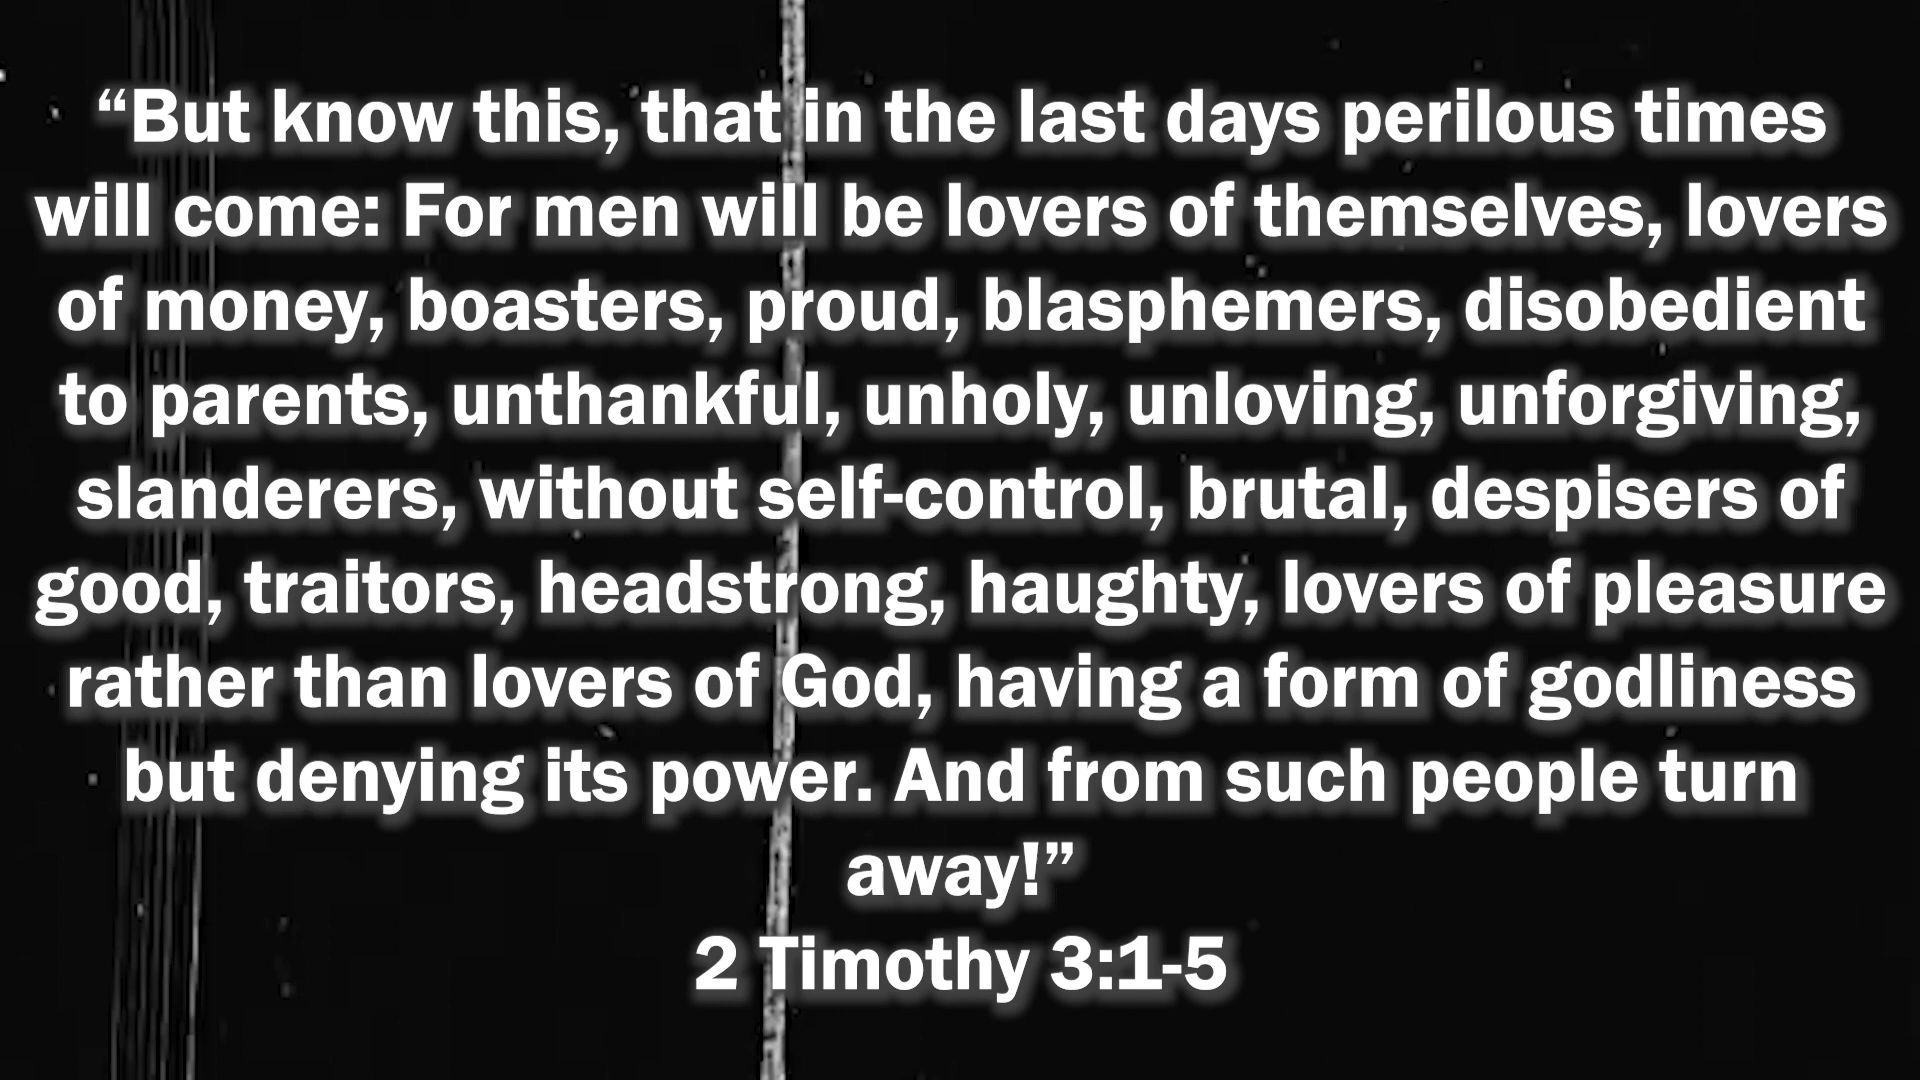 “But know this, that in the last days perilous times
will come: For men will be lovers of themselves, lovers
of money, boasters, proud, blasphemers, disobedient
to parents, unthankful, unholy, unloving, unforgiving,
slanderers, without self-control, brutal, despisers of
good, traitors, headstrong, haughty, lovers of pleasure
rather than lovers of God, having a form of godliness
but denying its power. And from such people turn
away!”
2 Timothy 3:1-5